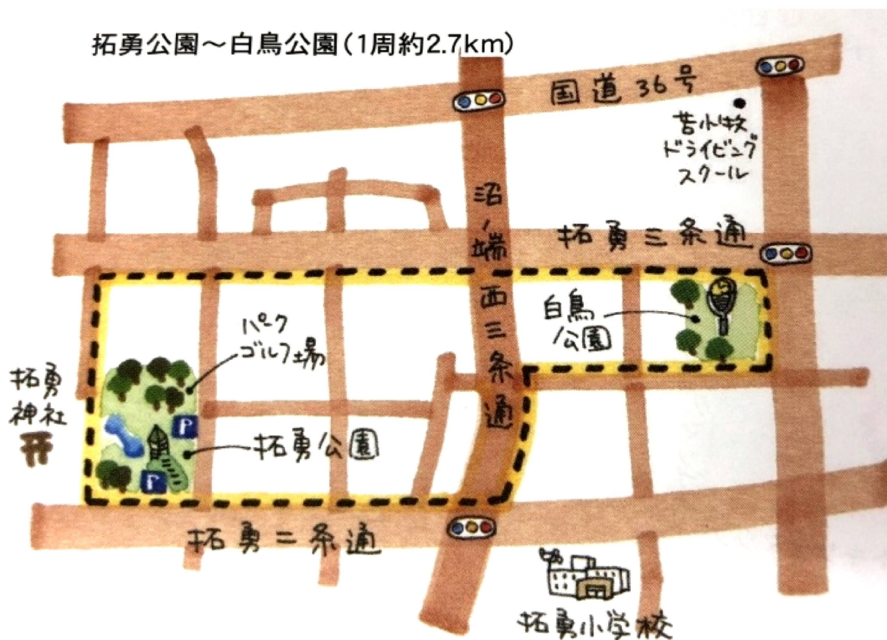 拓勇公園～白鳥公園(1周約2.7km)
国道36号
苫小牧
ドライビング
スクール
沼ノ端西三条通
拓勇三条通
白鳥
公園
パーク
ゴルフ場
拓勇
神社
P
拓勇公園
P
拓勇二条通
拓勇小学校